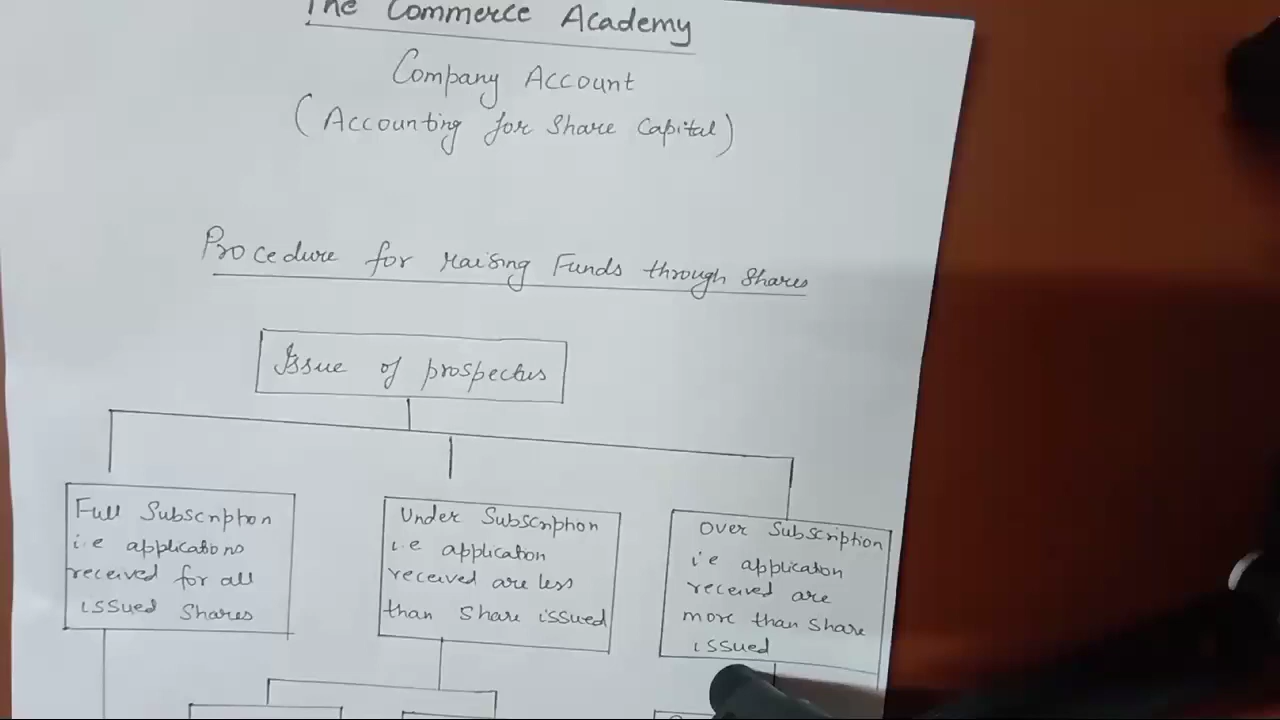 The Commerce Academy
Company Account
(Accounting for Share Capital)
Procedure for raising Funds through Shares
Issue of prospectus
Full Subscription
i.e applications
received for all
issued Shares
Under Subscription
i.e application
received are less
than Share issued
Over Subscription
i'e application
received are
more than Share
issued